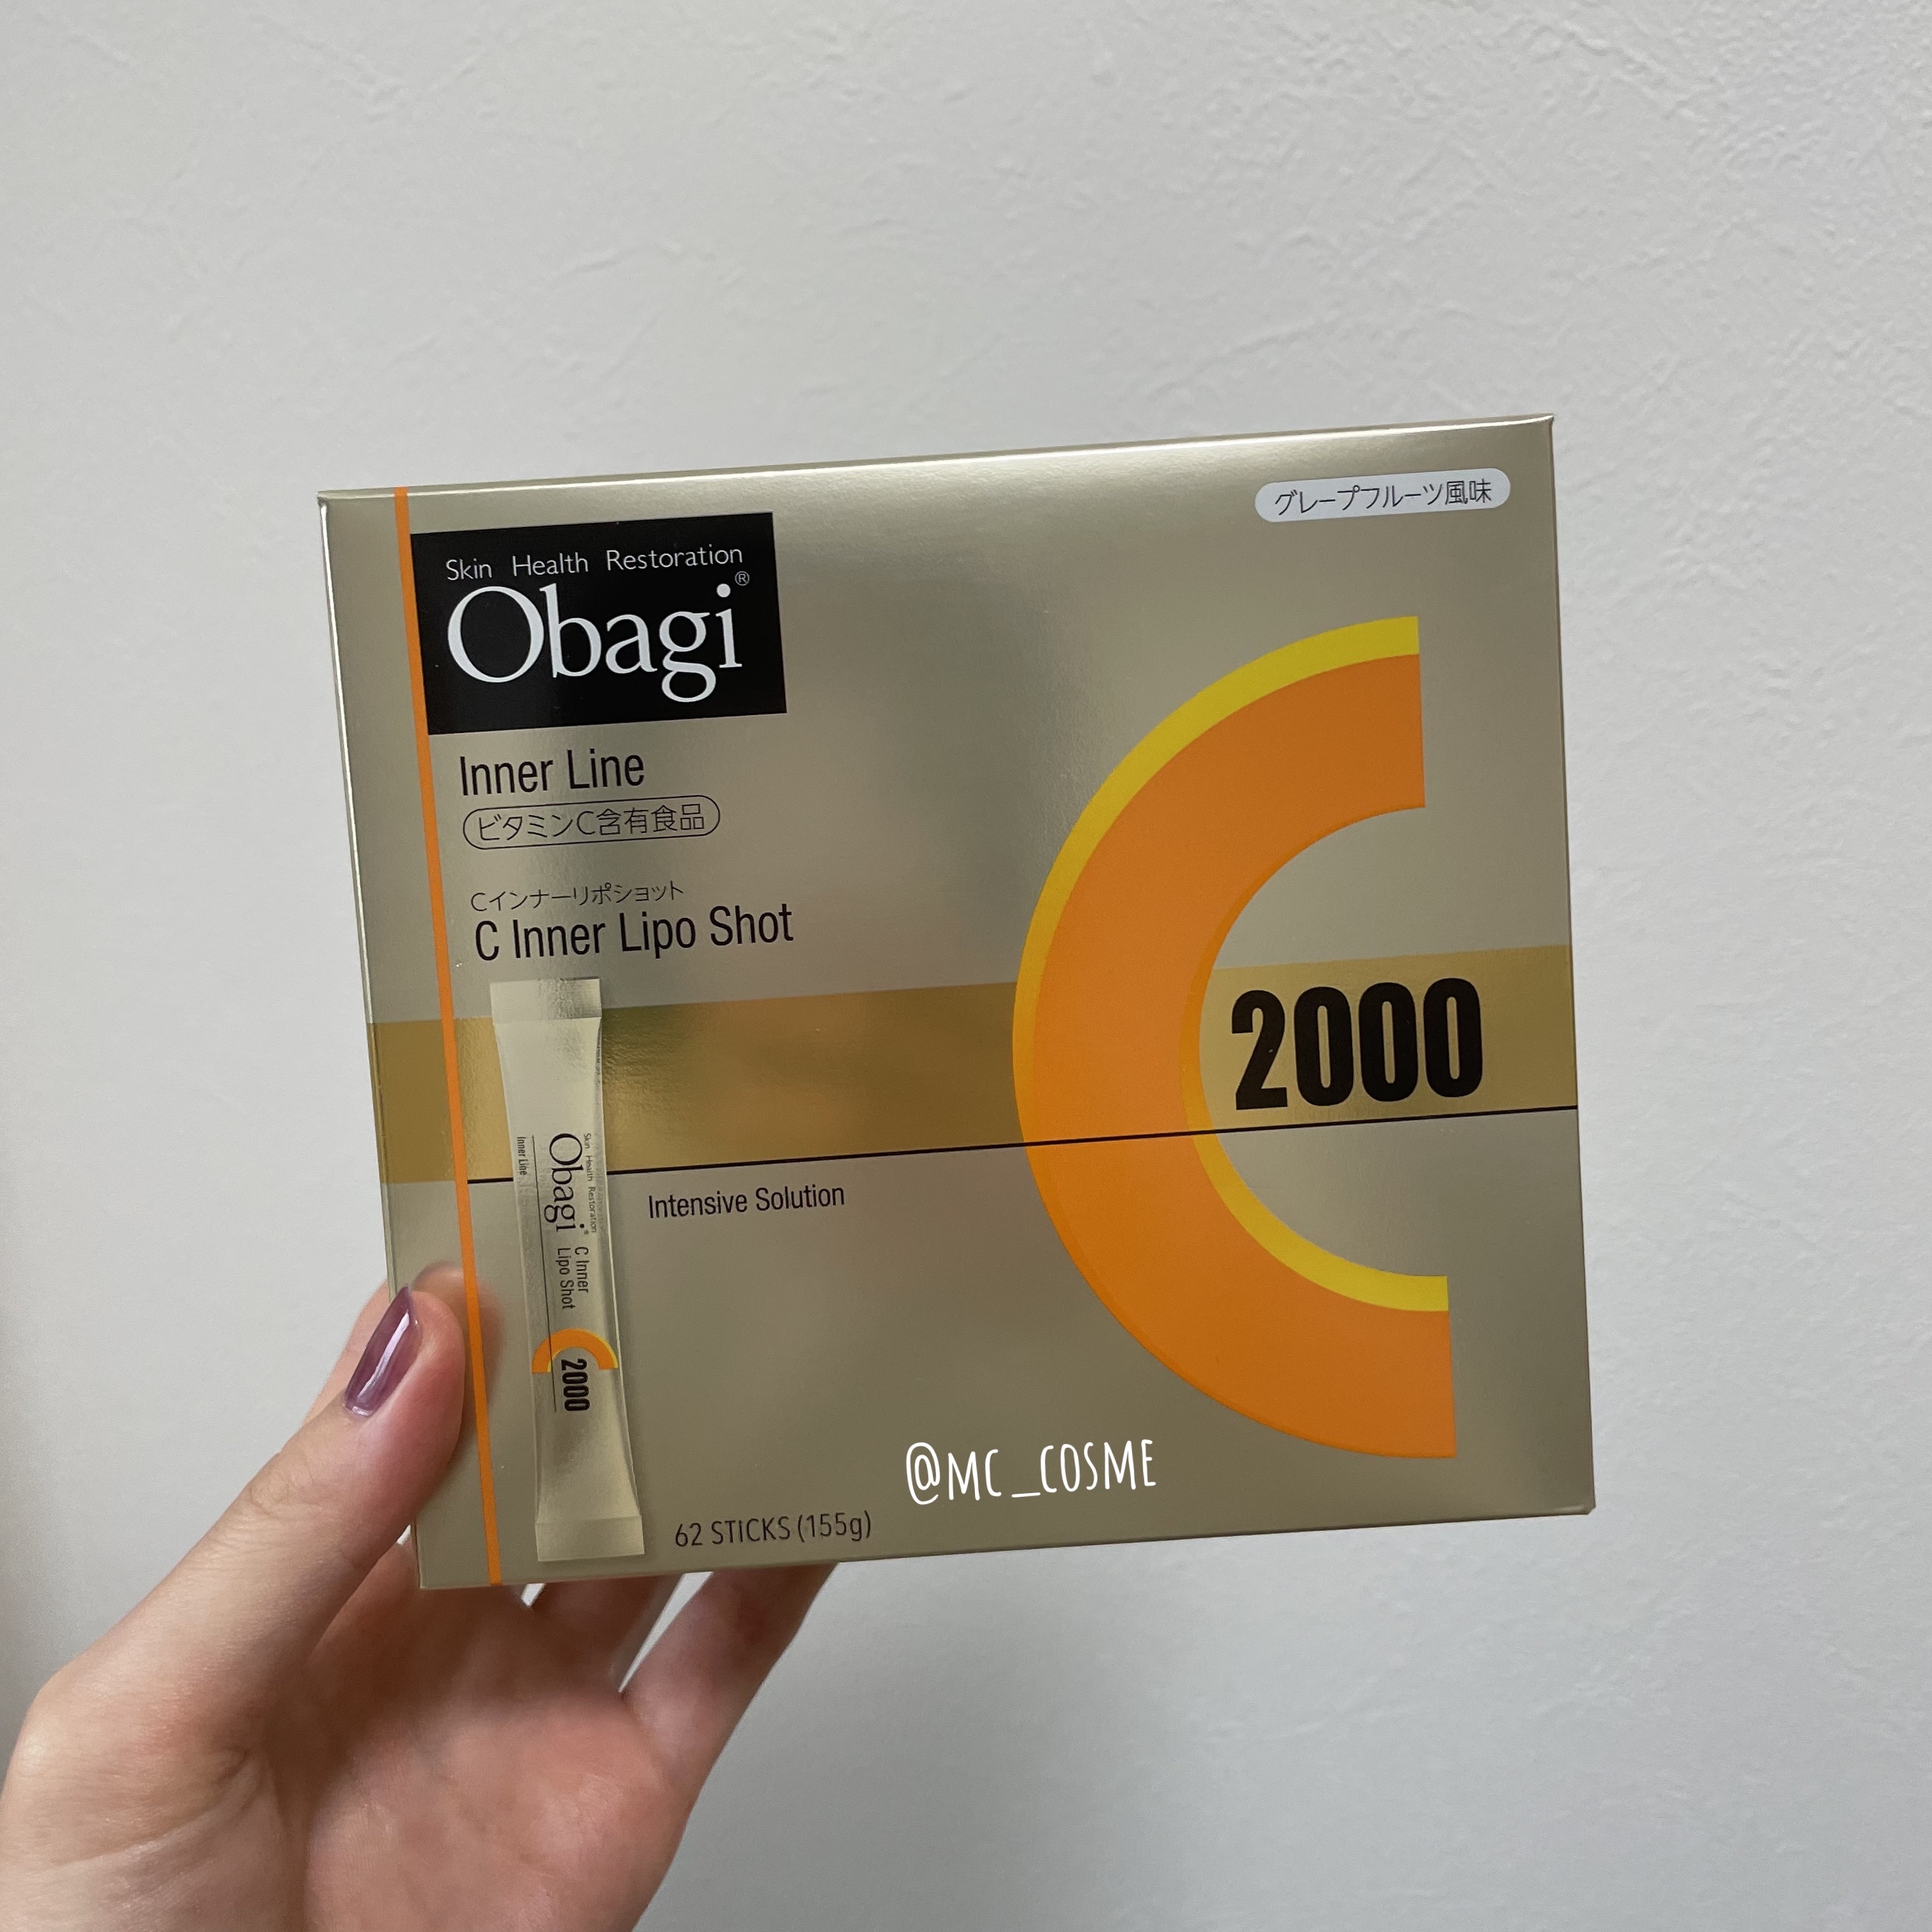 グレープフルーツ風味
Skin Health Restoration
Obagi®
Inner Line
ビタミンC含有食品
Cインナーリポショット
C Inner Lipo Shot
2000
Intensive Solution
Skin Health Restoration
Obagi®
Inner Line
C Inner
Lipo Shot
2000
@MC_COSME
62 STICKS (155g)